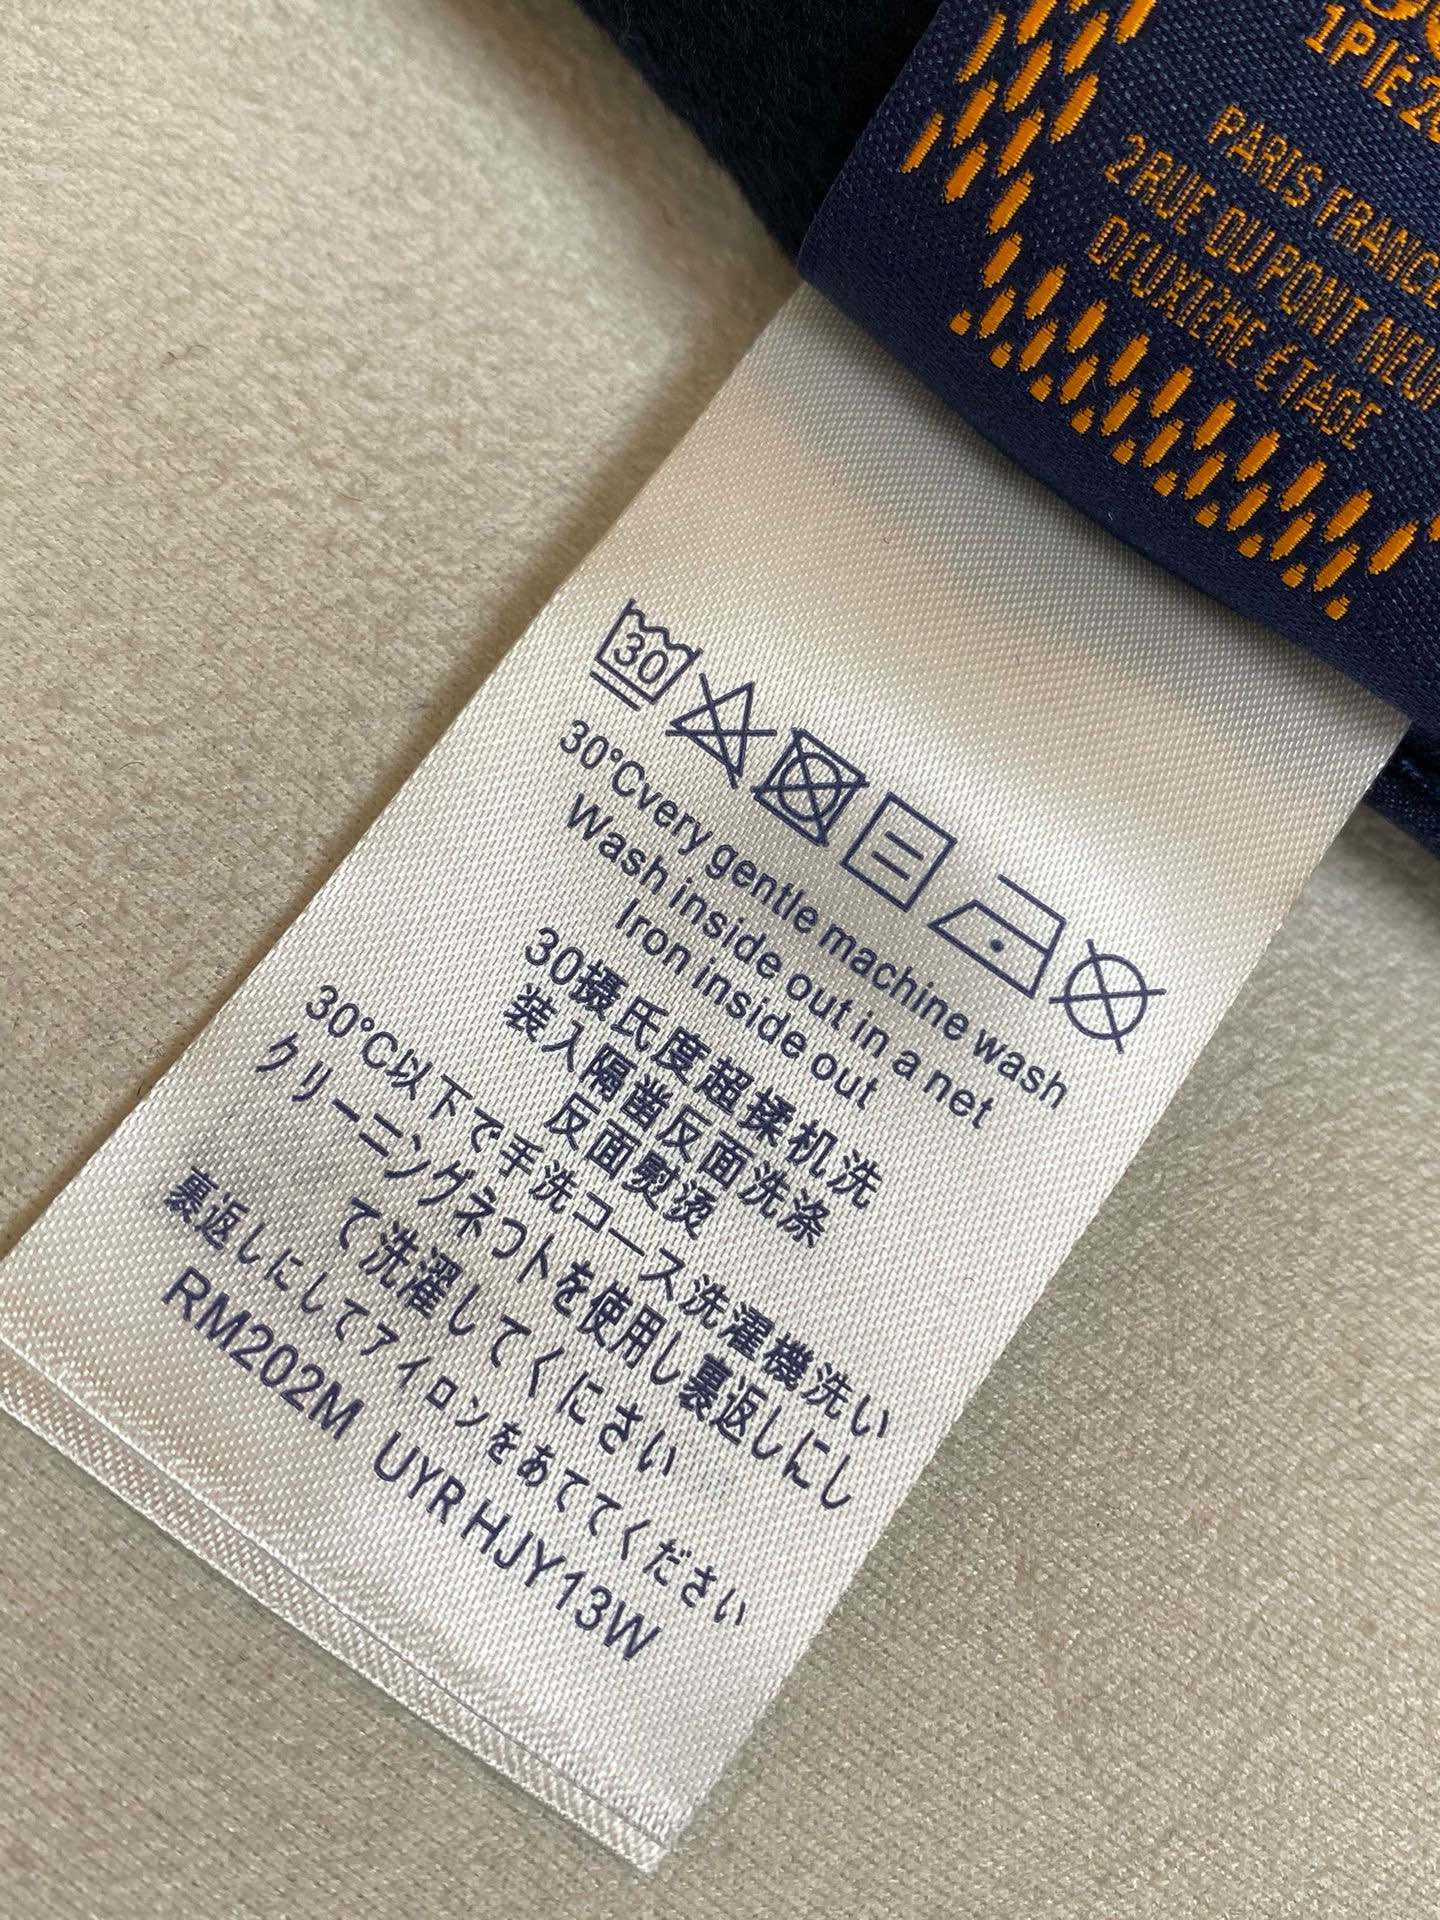 1Plé2
PARIS FRANC
2 RUE DU PONT NEU
DEUXIÈME ÉTAGE
30
30°Cvery gentle machine wash
Wash inside out in a net
Iron inside out
30摄氏度超揉机洗
装入隔凿反面洗涤
反面熨烫
30°C以下で手洗コース洗濯機洗い
クリーニングネットを使用し裏返しにし
て洗濯してください
裏返しにしてアイロンをあててください
RM202M UYR HJY13W